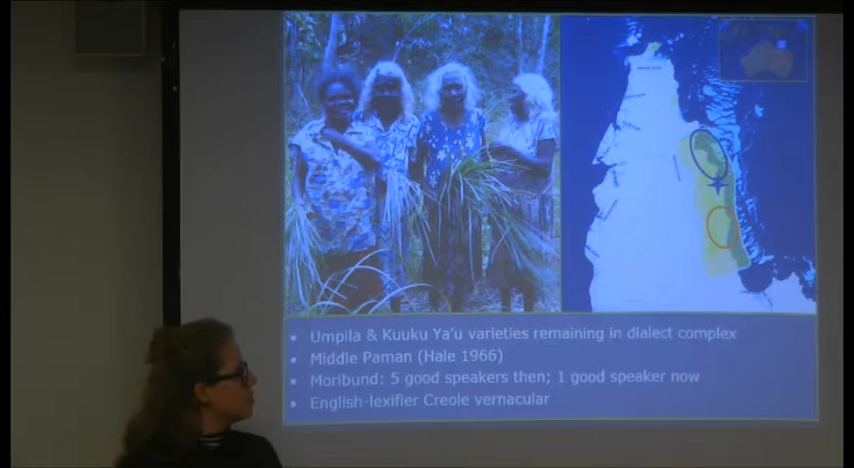 Umpila & Kuuku Ya'u varieties remaining in dialect complex
Middle Paman (Hale 1966)
Moribund: 5 good speakers then; 1 good speaker now
English-lexifier Creole vernacular